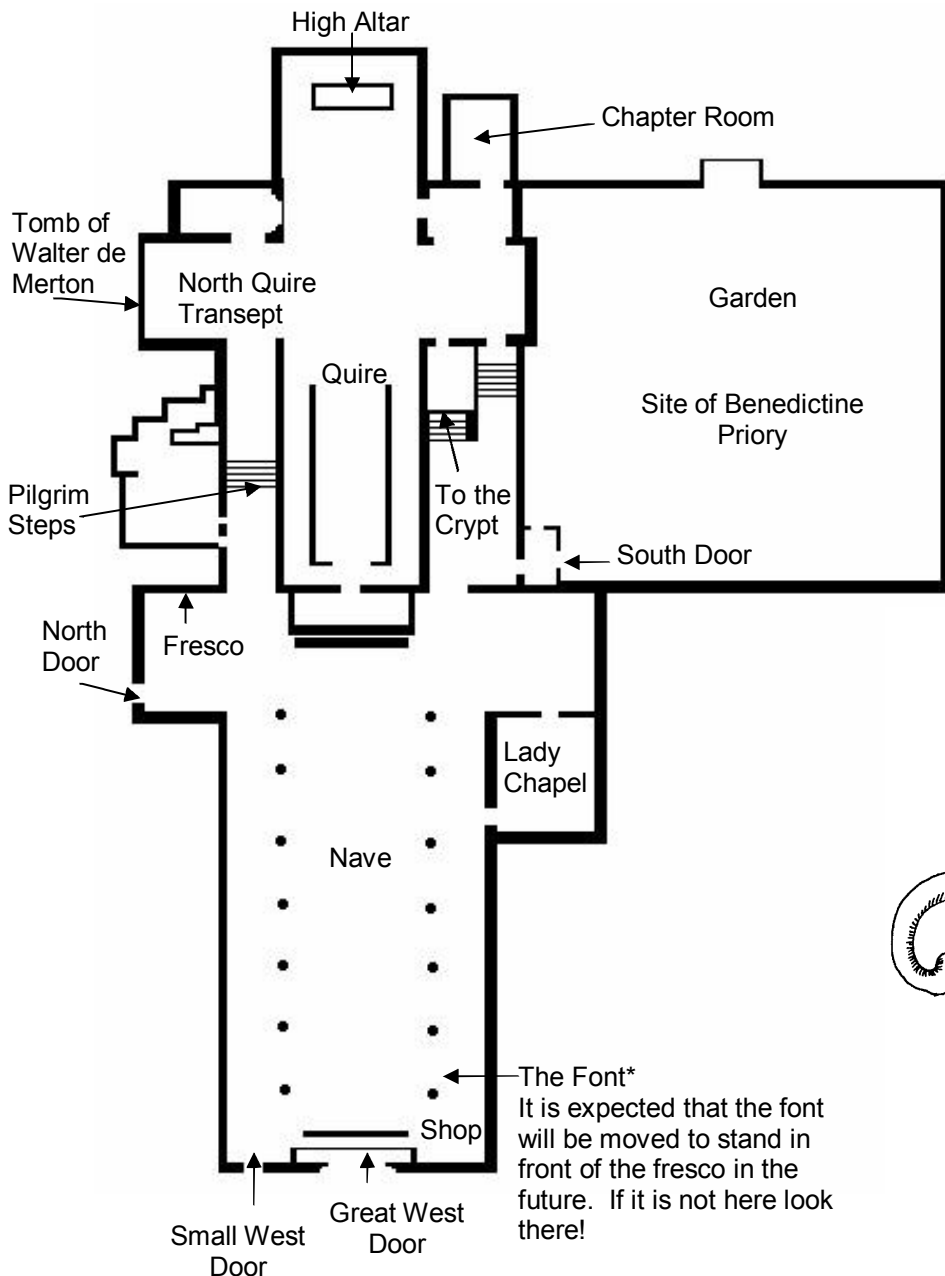 High Altar
Chapter Room
Tomb of
Walter de
Merton
North Quire
Transept
Garden
Quire
Site of Benedictine
Priory
Pilgrim
Steps
To the
Crypt
South Door
North
Door
Fresco
Lady
Chapel
Nave
The Font*
It is expected that the font
will be moved to stand in
front of the fresco in the
future.  If it is not here look
there!
Shop
Small West
Door
Great West
Door